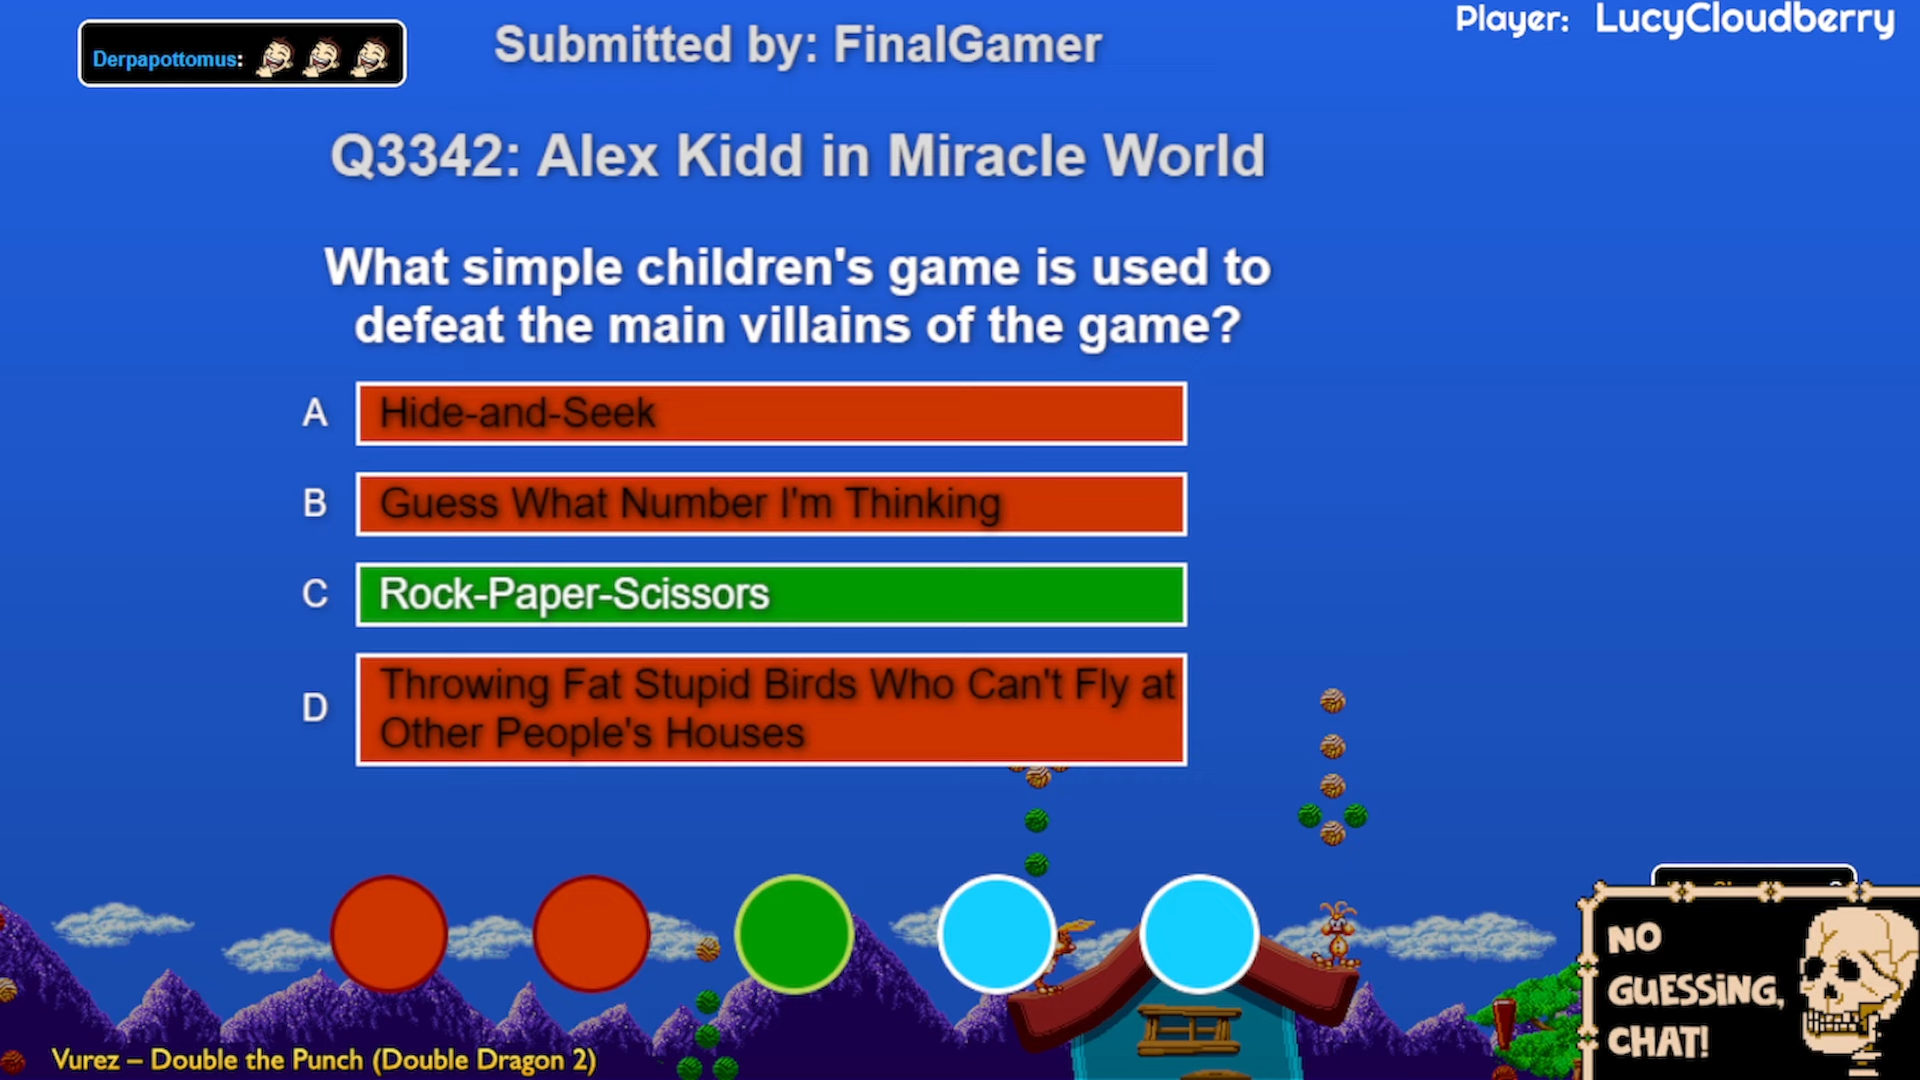 Derpapottomus:
Submitted by: FinalGamer
Player: LucyCloudberry
Q3342: Alex Kidd in Miracle World
What simple children's game is used to
defeat the main villains of the game?
A Hide-and-Seek
B Guess What Number I'm Thinking
C Rock-Paper-Scissors
D Throwing Fat Stupid Birds Who Can't Fly at
Other People's Houses
NO
GUESSING,
CHAT!
Vurez – Double the Punch (Double Dragon 2)